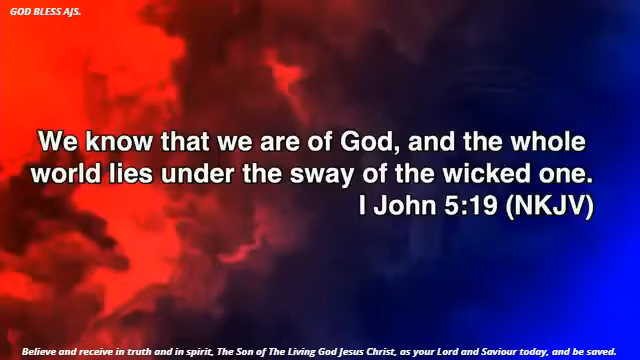 GOD BLESS AJS.
We know that we are of God, and the whole
world lies under the sway of the wicked one.
I John 5:19 (NKJV)
Believe and receive in truth and in spirit, The Son of The Living God Jesus Christ, as your Lord and Saviour today, and be saved.